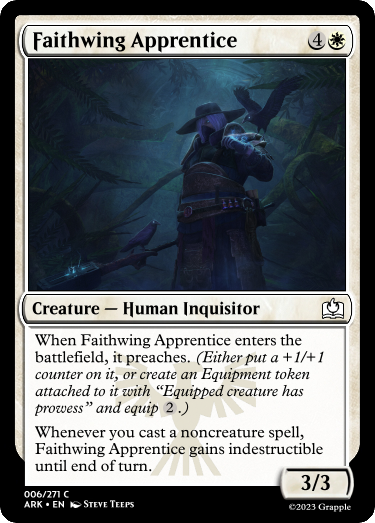 Faithwing Apprentice 4
Creature — Human Inquisitor
When Faithwing Apprentice enters the
battlefield, it preaches. (Either put a +1/+1
counter on it, or create an Equipment token
attached to it with “Equipped creature has
prowess” and equip 2 .)
Whenever you cast a noncreature spell,
Faithwing Apprentice gains indestructible
until end of turn.
3/3
006/271 C
ARK • EN Steve Teeps
©2023 Grapple